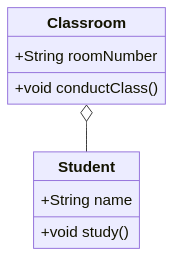 Classroom
+String roomNumber
+void conductClass()
Student
+String name
+void study()